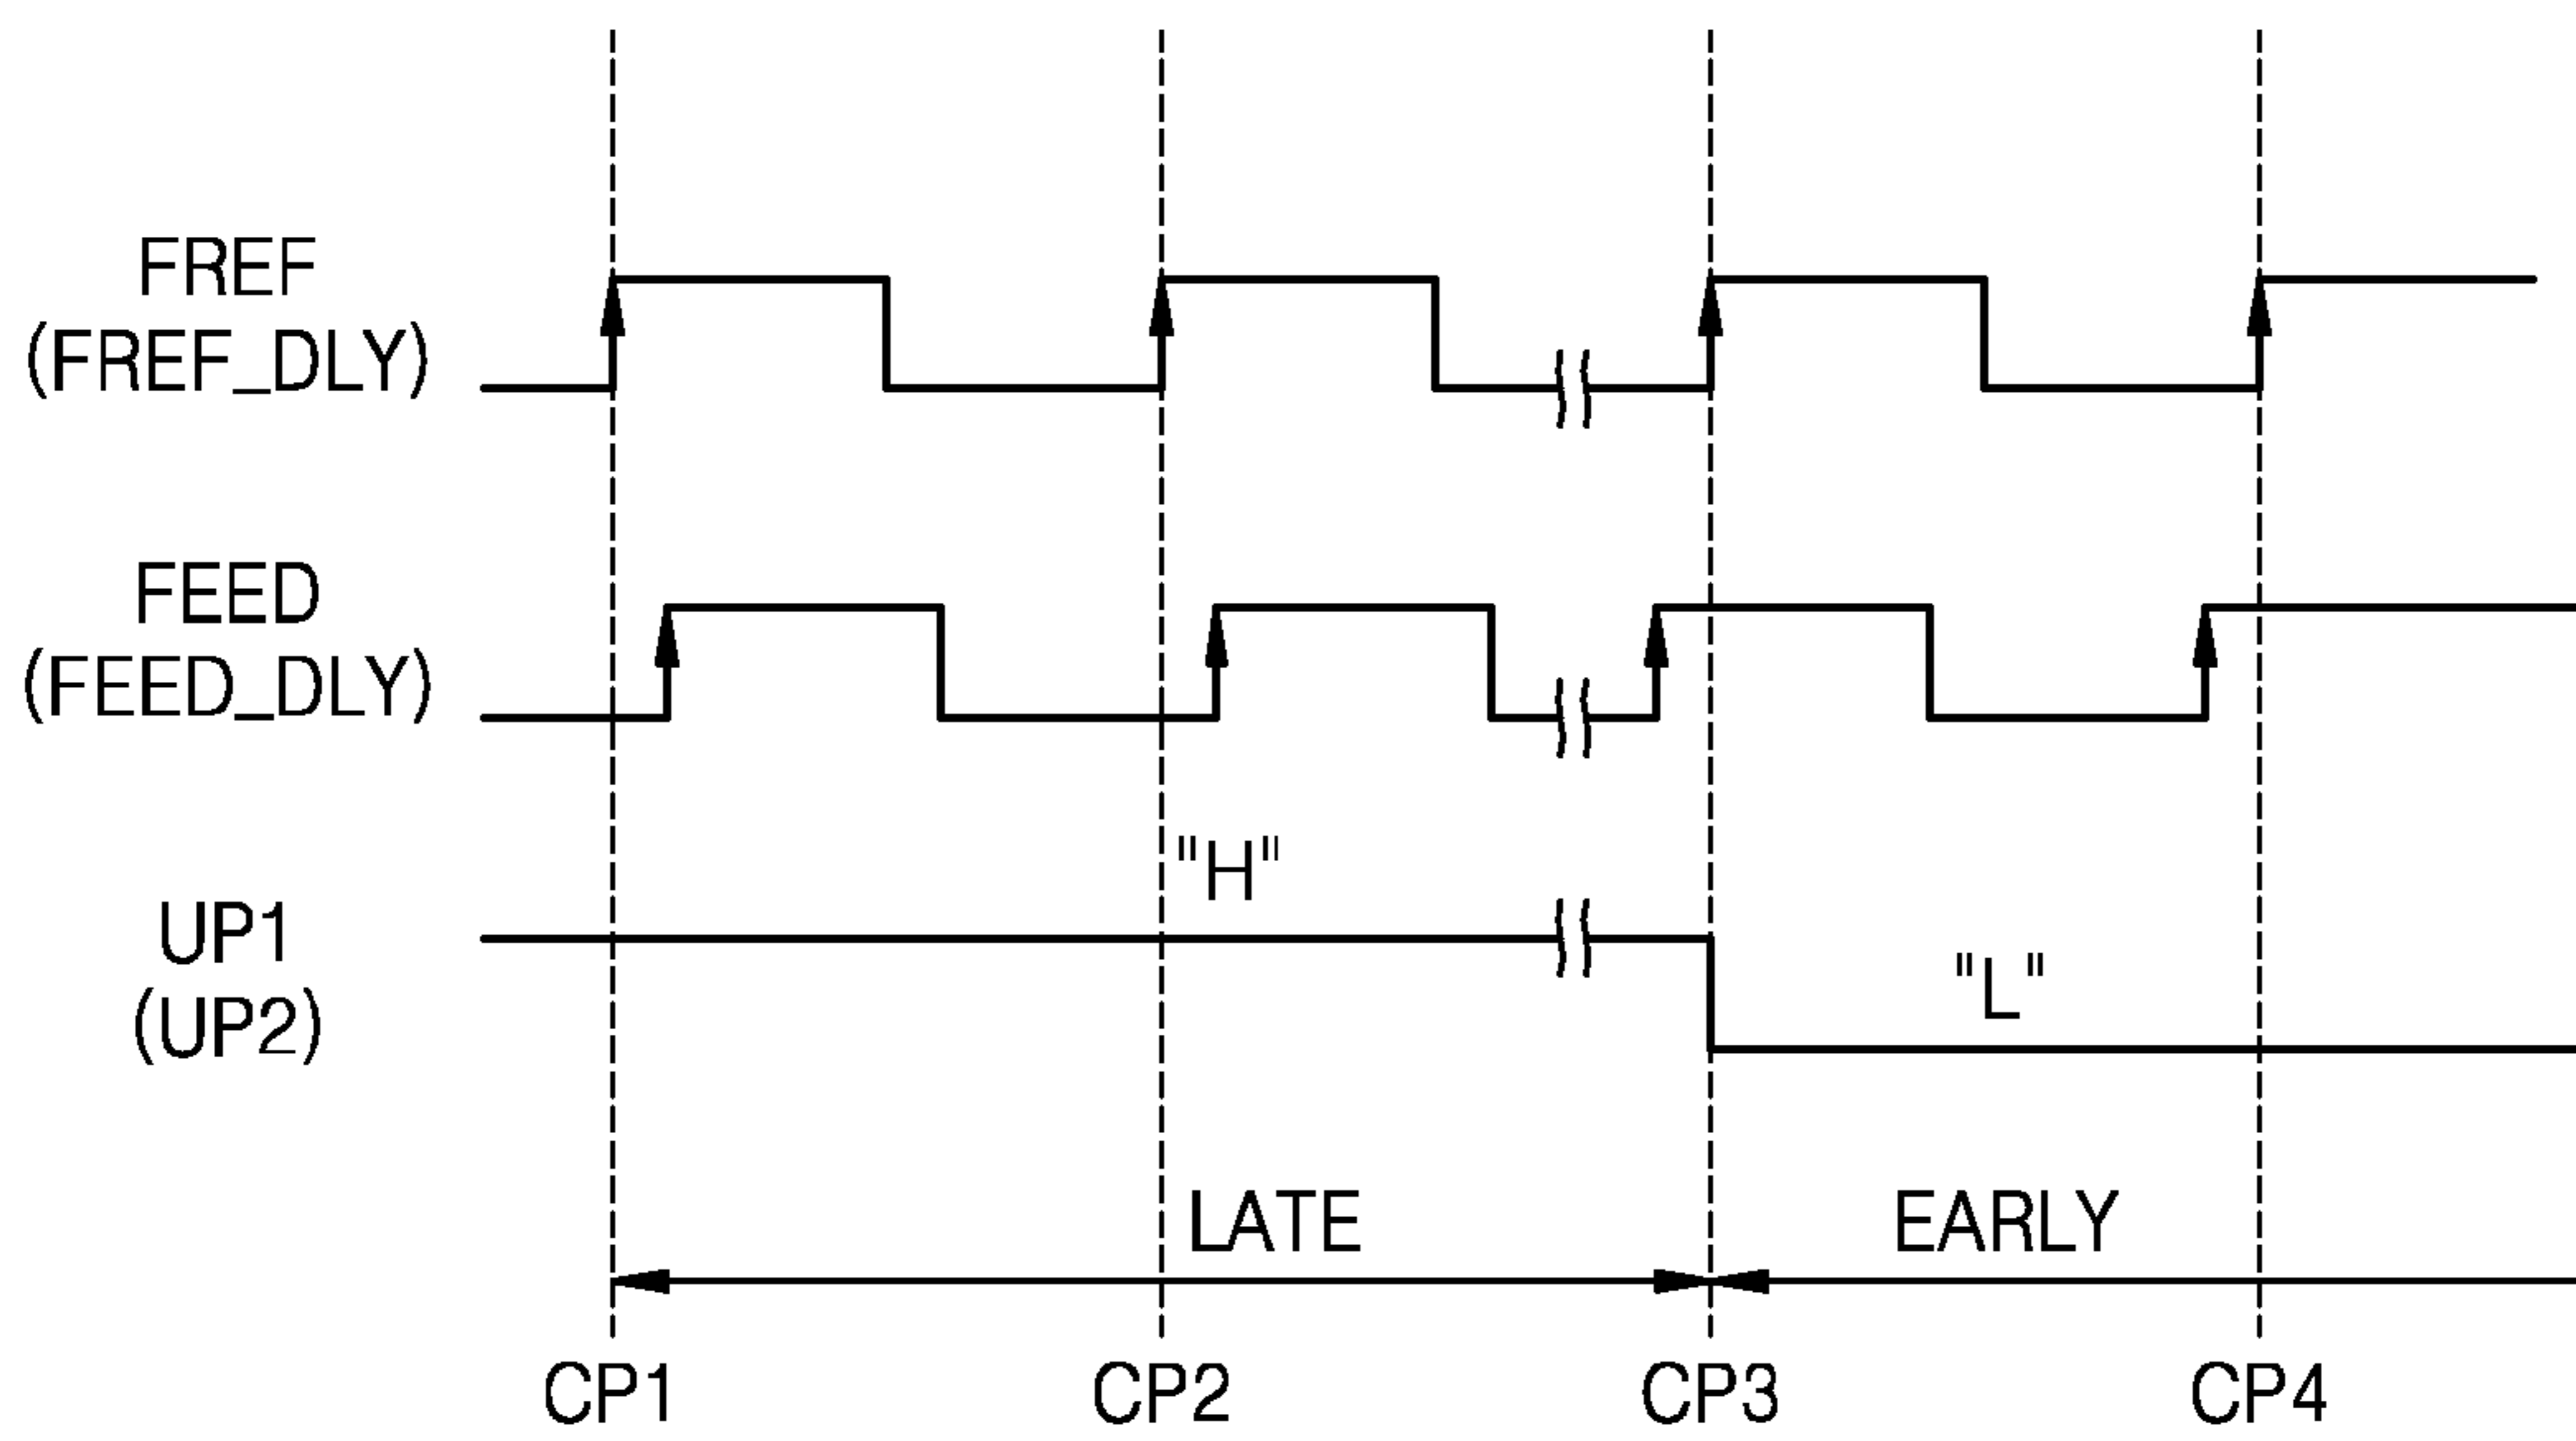 FREF
(FREF_DLY)
FEED
(FEED_DLY)
"H"
UP1
(UP2)
"L"
LATE
EARLY
CP1
CP2
CP3
CP4